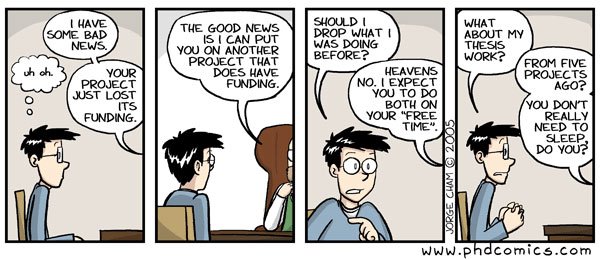 I HAVE
SOME BAD
NEWS.
uh oh.
YOUR
PROJECT
JUST LOST
ITS
FUNDING.
THE GOOD NEWS
IS I CAN PUT
YOU ON ANOTHER
PROJECT THAT
DOES HAVE
FUNDING.
SHOULD I
DROP WHAT I
WAS DOING
BEFORE?
HEAVENS
NO. I EXPECT
YOU TO DO
BOTH ON
YOUR "FREE
TIME".
JORGE CHAM © 2005
WHAT
ABOUT MY
THESIS
WORK?
FROM FIVE
PROJECTS
AGO?
YOU DON'T
REALLY
NEED TO
SLEEP,
DO YOU?
www.phdcomics.com